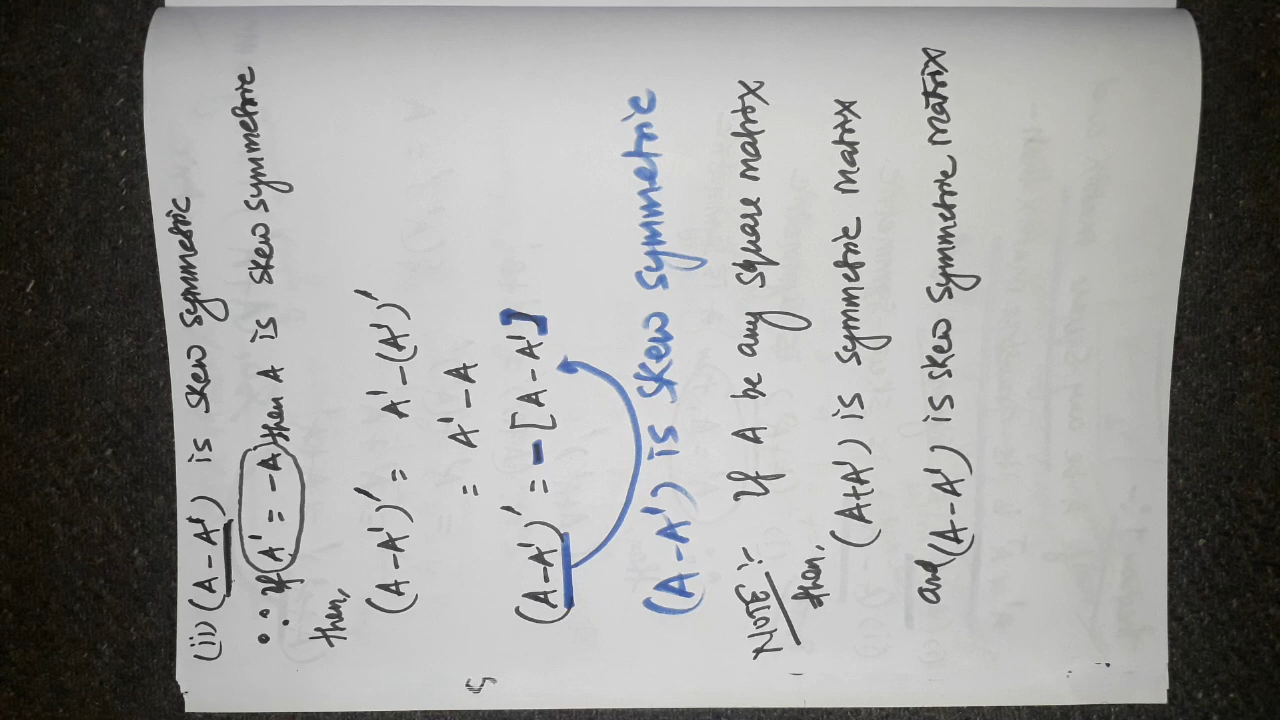 (ii) (A-A') is skew symmetric
∵ If A' = -A then A is skew symmetric
then,
(A-A')' = A' - (A')'
= A' - A
(A-A')' = -[A-A']
(A-A') is skew symmetric
NOTE:- If A be any square matrix
then,
(A+A') is symmetric matrix
and (A-A') is skew symmetric matrix